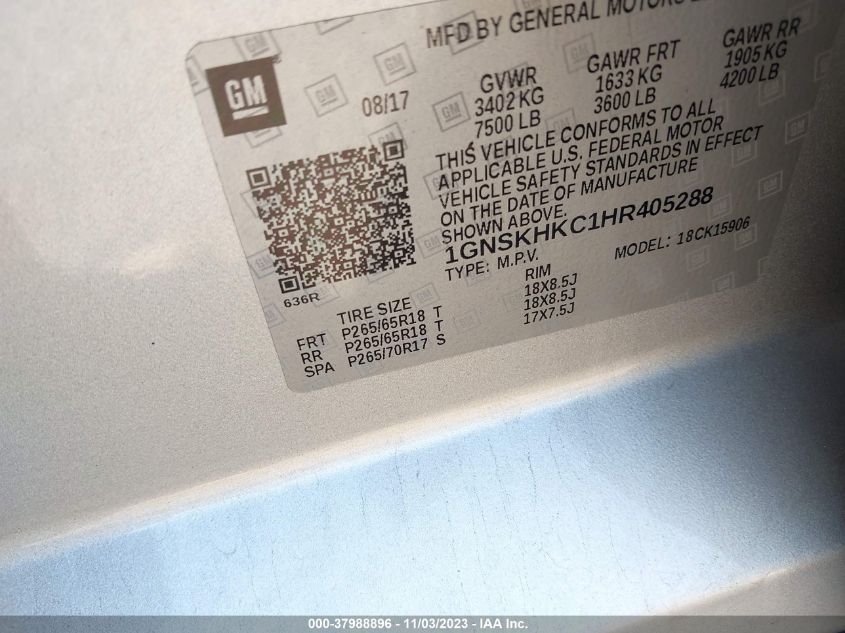 MFD BY GENERAL MOTORS
GM
08/17
GVWR GAWR FRT GAWR RR
3402 KG 1633 KG 1905 KG
7500 LB 3600 LB 4200 LB
THIS VEHICLE CONFORMS TO ALL
APPLICABLE U.S. FEDERAL MOTOR
VEHICLE SAFETY STANDARDS IN EFFECT
ON THE DATE OF MANUFACTURE
SHOWN ABOVE.
1GNSKHKC1HR405288
TYPE: M.P.V. MODEL: 18CK15906
636R
TIRE SIZE RIM
FRT P265/65R18 T 18X8.5J
RR P265/65R18 T 18X8.5J
SPA P265/70R17 S 17X7.5J
000-37988896 - 11/03/2023 - IAA Inc.